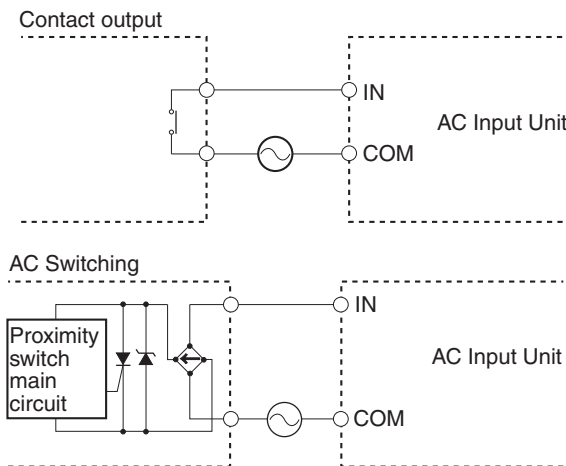 Contact output
IN
AC Input Unit
COM
AC Switching
IN
Proximity
switch
main
circuit
AC Input Unit
COM